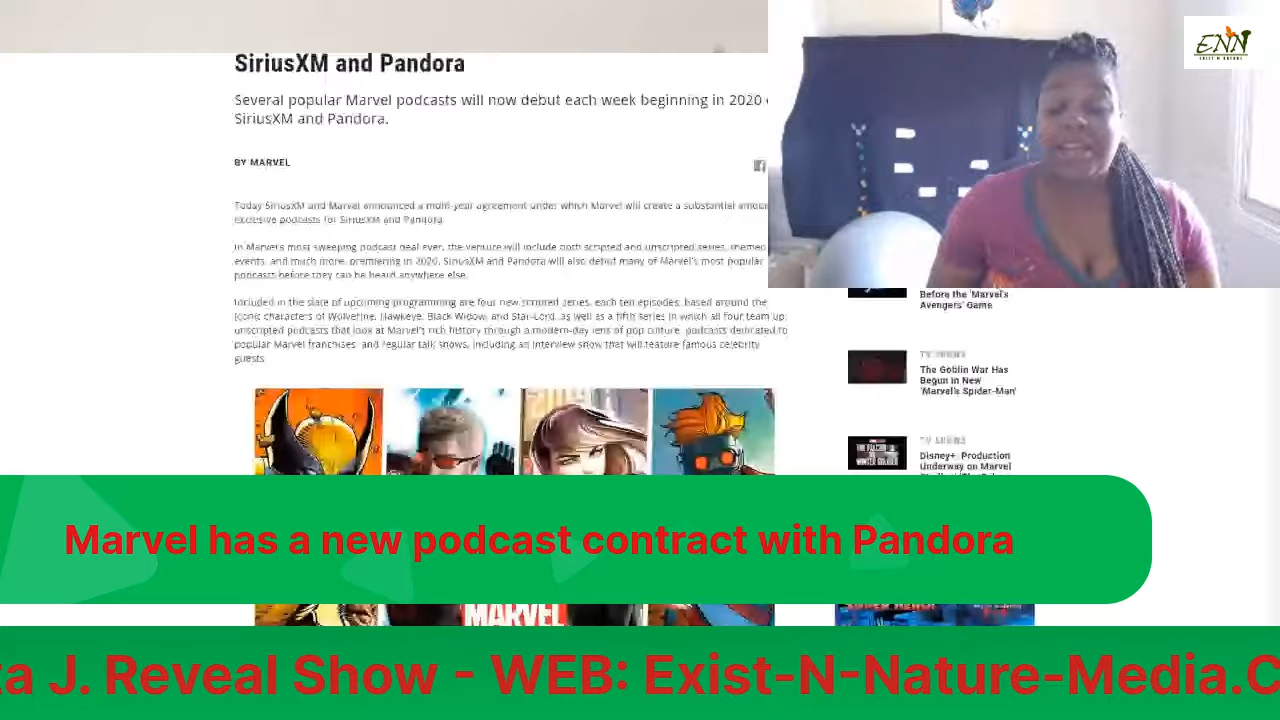 SiriusXM and Pandora
Several popular Marvel podcasts will now debut each week beginning in 2020
SiriusXM and Pandora.
BY MARVEL
Today SiriusXM and Marvel announced a multi-year agreement under which Marvel will create a substantial
exclusive podcasts for SiriusXM and Pandora.
In Marvel's most sweeping podcast deal ever, the venture will include both scripted and unscripted series, themed
events, and much more, premiering in 2020. SiriusXM and Pandora will also debut many of Marvel's most popular
podcasts before they can be heard anywhere else.
Included in the slate of upcoming programming are four new scripted series, each ten episodes, based around the
iconic characters of Wolverine, Hawkeye, Black Widow, and Star-Lord, as well as a fifth series in which all four team up;
unscripted podcasts that look at Marvel's rich history through a modern-day lens of pop culture; podcasts dedicated to
popular Marvel franchises; and regular talk shows, including an interview show that will feature famous celebrity
guests.
ENN
EXIST N NATURE
Before the 'Marvel's
Avengers' Game
TV SHOWS
The Goblin War Has
Begun in New
'Marvel's Spider-Man'
TV SHOWS
Disney+ Production
Underway on Marvel
Marvel has a new podcast contract with Pandora
MARVEL
ta J. Reveal Show - WEB: Exist-N-Nature-Media.C